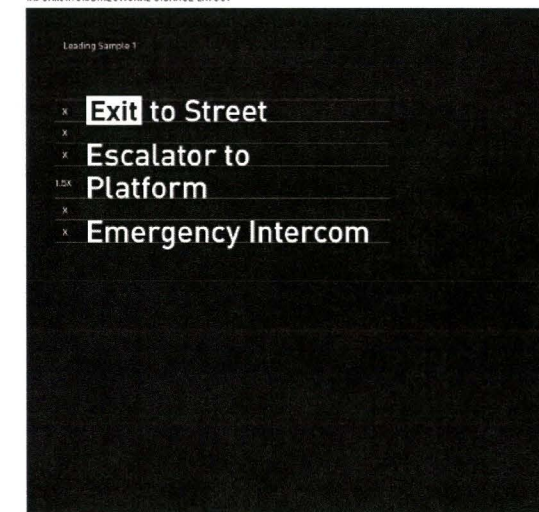 Leading Sample 1
X Exit to Street
X
X Escalator to
1.5X Platform
X
X Emergency Intercom